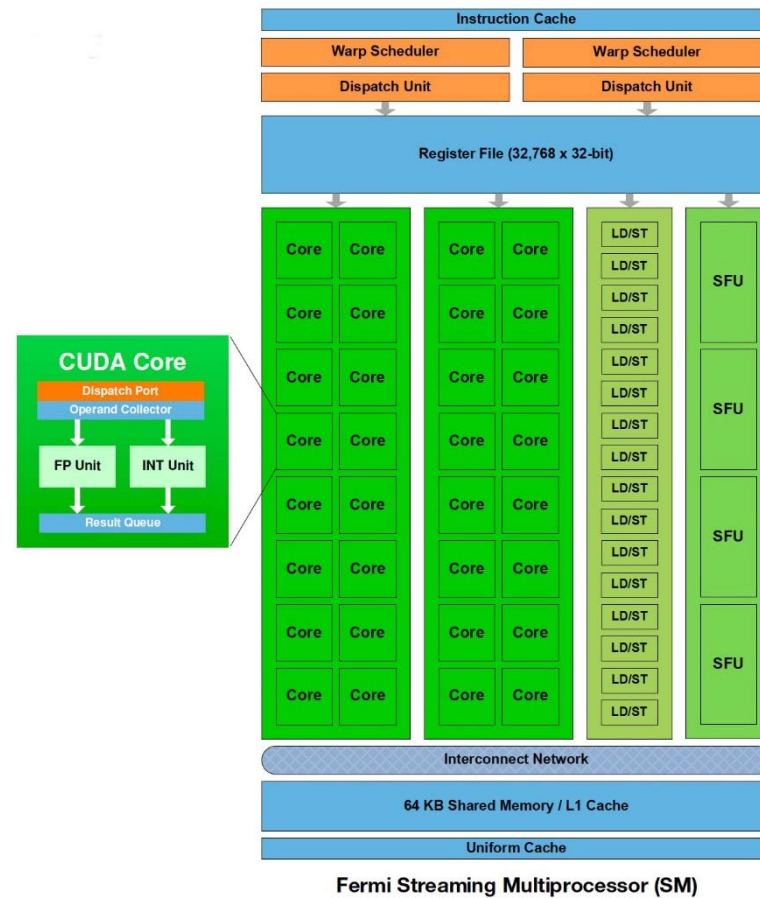 Instruction Cache
Warp Scheduler Warp Scheduler
Dispatch Unit Dispatch Unit
Register File (32,768 x 32-bit)
Core Core Core Core LD/ST
LD/ST
SFU
Core Core Core Core LD/ST
LD/ST
Core Core Core Core LD/ST
LD/ST
SFU
Core Core Core Core LD/ST
LD/ST
Core Core Core Core LD/ST
LD/ST
SFU
Core Core Core Core LD/ST
LD/ST
Core Core Core Core LD/ST
LD/ST
SFU
Core Core Core Core LD/ST
LD/ST
CUDA Core
Dispatch Port
Operand Collector
FP Unit INT Unit
Result Queue
Interconnect Network
64 KB Shared Memory / L1 Cache
Uniform Cache
Fermi Streaming Multiprocessor (SM)